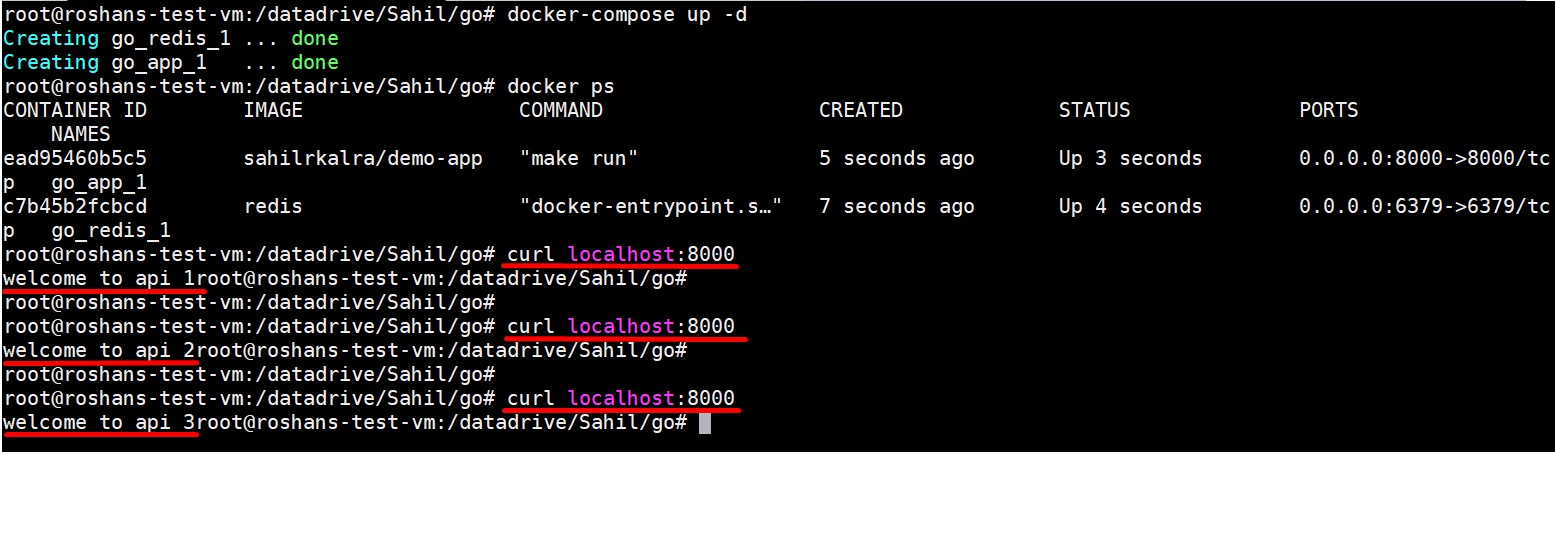 root@roshans-test-vm:/datadrive/Sahil/go# docker-compose up -d
Creating go_redis_1 ... done
Creating go_app_1   ... done
root@roshans-test-vm:/datadrive/Sahil/go# docker ps
CONTAINER ID        IMAGE                  COMMAND                  CREATED             STATUS              PORTS
    NAMES
ead95460b5c5        sahilrkalra/demo-app   "make run"               5 seconds ago       Up 3 seconds        0.0.0.0:8000->8000/tc
p   go_app_1
c7b45b2fcbcd        redis                  "docker-entrypoint.s…"   7 seconds ago       Up 4 seconds        0.0.0.0:6379->6379/tc
p   go_redis_1
root@roshans-test-vm:/datadrive/Sahil/go# curl localhost:8000
welcome to api 1root@roshans-test-vm:/datadrive/Sahil/go#
root@roshans-test-vm:/datadrive/Sahil/go#
root@roshans-test-vm:/datadrive/Sahil/go# curl localhost:8000
welcome to api 2root@roshans-test-vm:/datadrive/Sahil/go#
root@roshans-test-vm:/datadrive/Sahil/go#
root@roshans-test-vm:/datadrive/Sahil/go# curl localhost:8000
welcome to api 3root@roshans-test-vm:/datadrive/Sahil/go#